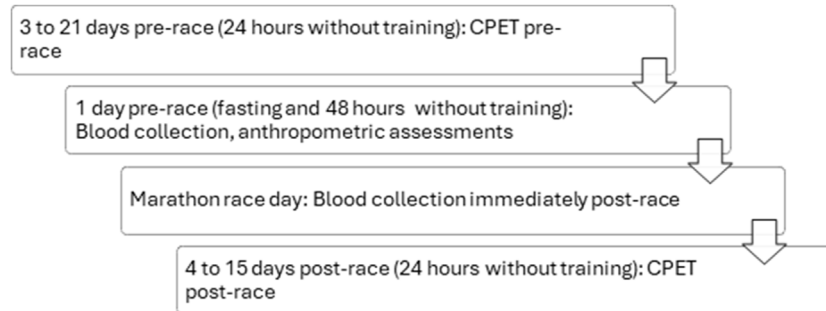 3 to 21 days pre-race (24 hours without training): CPET pre-
race
1 day pre-race (fasting and 48 hours without training):
Blood collection, anthropometric assessments
Marathon race day: Blood collection immediately post-race
4 to 15 days post-race (24 hours without training): CPET
post-race